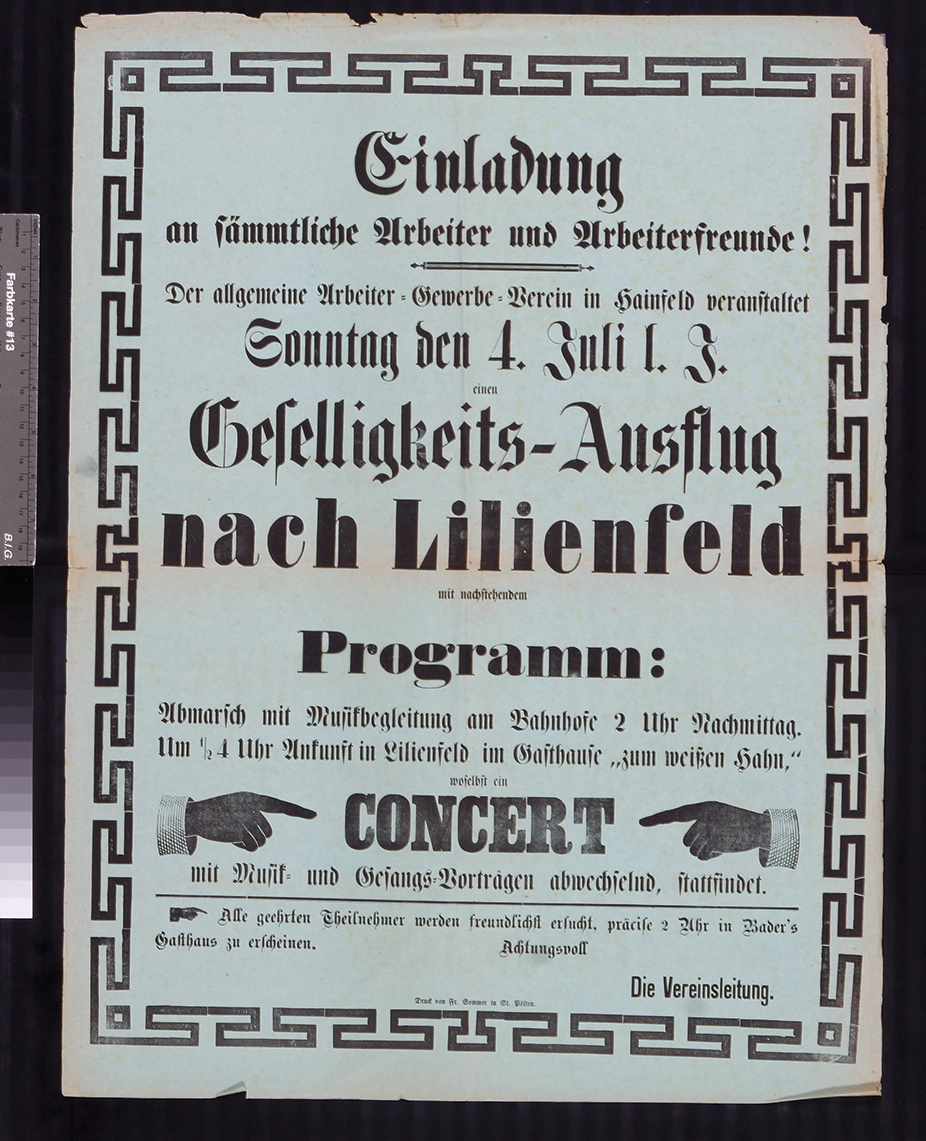 Einladung
an sämmtliche Arbeiter und Arbeiterfreunde!
Der allgemeine Arbeiter-Gewerbe-Verein in Hainfeld veranstaltet
Sonntag den 4. Juli l. J.
einen
Geselligkeits-Ausflug
nach Lilienfeld
mit nachstehendem
Programm:
Abmarsch mit Musikbegleitung am Bahnhofe 2 Uhr Nachmittag.
Um ½4 Uhr Ankunft in Lilienfeld im Gasthause „zum weißen Hahn,“
woselbst ein
CONCERT
mit Musik- und Gesangs-Vorträgen abwechselnd, stattfindet.
Alle geehrten Theilnehmer werden freundlichst ersucht, präcise 2 Uhr in Bader's
Gasthaus zu erscheinen. Achtungsvoll
Die Vereinsleitung.
Druck von Fr. Sommer in St. Pölten.
Farbkarte #13
B.I.G.